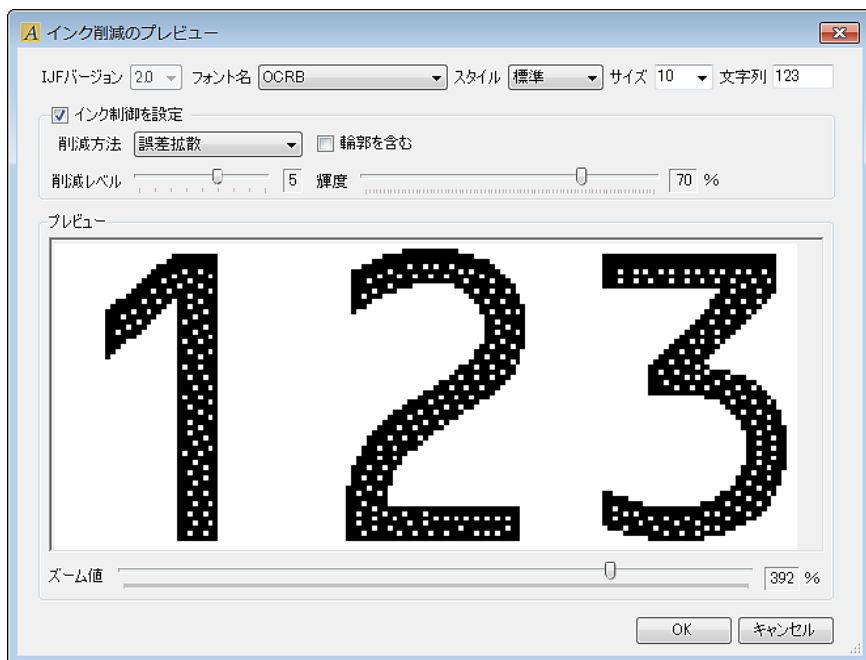 A インク削減のプレビュー
IJFバージョン 2.0 フォント名 OCRB スタイル 標準 サイズ 10 文字列 123
インク制御を設定
削減方法 誤差拡散 輪郭を含む
削減レベル 5 輝度 70 %
プレビュー
123
ズーム値 392 %
OK キャンセル